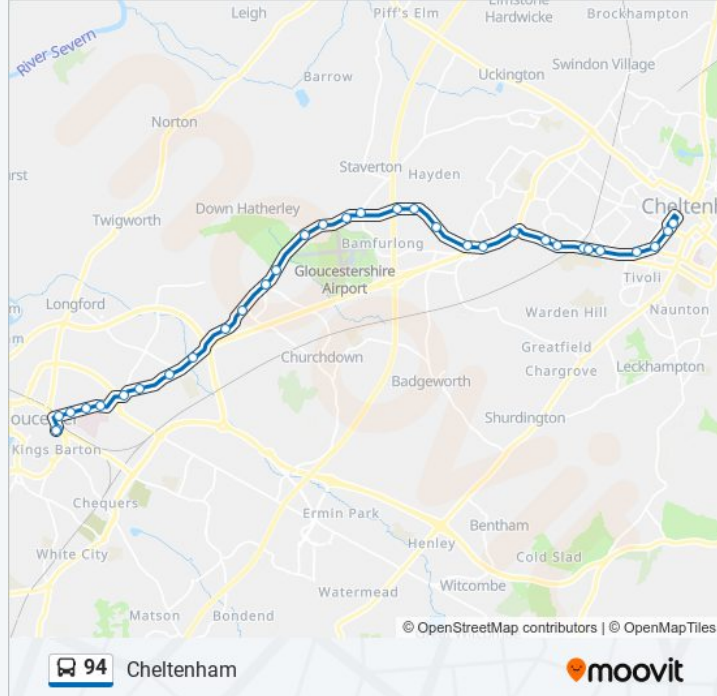 Leigh
Piff's Elm
Hardwicke
Brockhampton
River Severn
Swindon Village
Barrow
Uckington
Norton
Staverton
Hayden
Down Hatherley
Twigworth
Bamfurlong
Gloucestershire
Airport
Tivoli
Longford
Warden Hill
Naunton
Churchdown
Greatfield
Chargrove
Leckhampton
Badgeworth
Shurdington
Kings Barton
Chequers
Ermin Park
Bentham
White City
Henley
Cold Slad
Witcombe
Watermead
Matson
Bondend
moovit
© OpenStreetMap contributors | © OpenMapTiles
94 Cheltenham
moovit